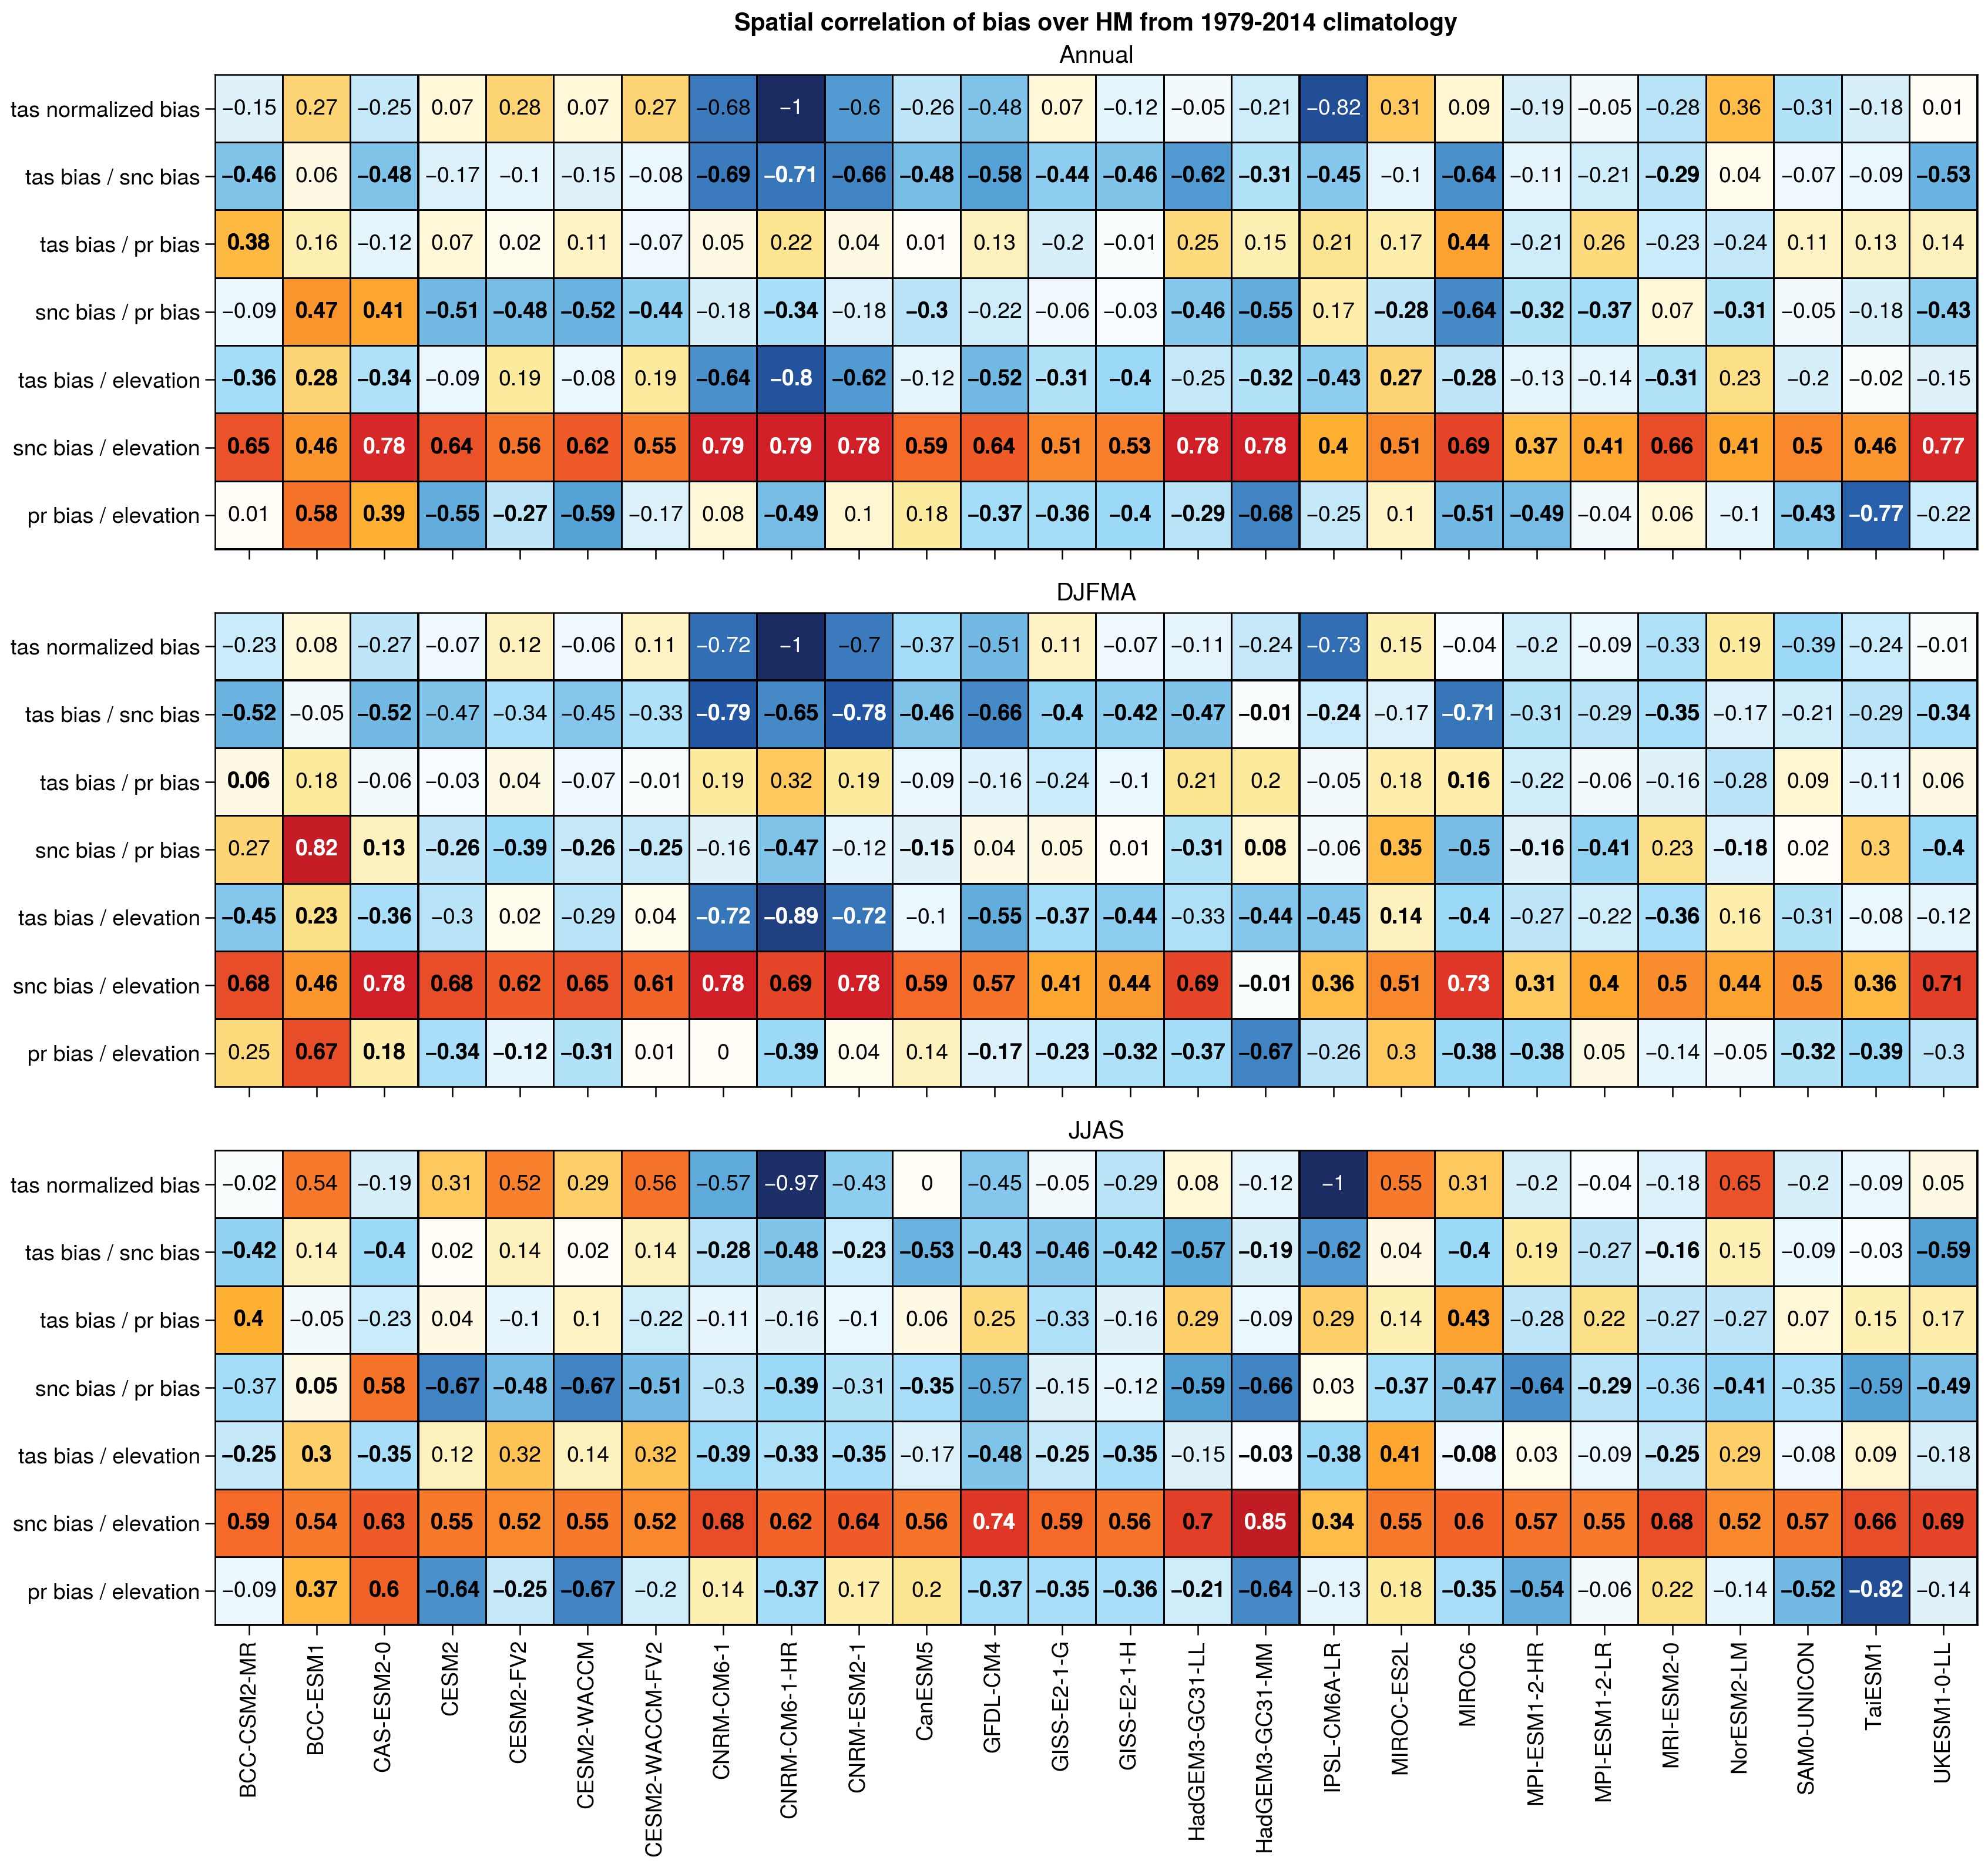 Spatial correlation of bias over HM from 1979-2014 climatology
Annual
tas normalized bias −0.15 0.27 −0.25 0.07 0.28 0.07 0.27 −0.68 −1 −0.6 −0.26 −0.48 0.07 −0.12 −0.05 −0.21 −0.82 0.31 0.09 −0.19 −0.05 −0.28 0.36 −0.31 −0.18 0.01
tas bias / snc bias −0.46 0.06 −0.48 −0.17 −0.1 −0.15 −0.08 −0.69 −0.71 −0.66 −0.48 −0.58 −0.44 −0.46 −0.62 −0.31 −0.45 −0.1 −0.64 −0.11 −0.21 −0.29 0.04 −0.07 −0.09 −0.53
tas bias / pr bias 0.38 0.16 −0.12 0.07 0.02 0.11 −0.07 0.05 0.22 0.04 0.01 0.13 −0.2 −0.01 0.25 0.15 0.21 0.17 0.44 −0.21 0.26 −0.23 −0.24 0.11 0.13 0.14
snc bias / pr bias −0.09 0.47 0.41 −0.51 −0.48 −0.52 −0.44 −0.18 −0.34 −0.18 −0.3 −0.22 −0.06 −0.03 −0.46 −0.55 0.17 −0.28 −0.64 −0.32 −0.37 0.07 −0.31 −0.05 −0.18 −0.43
tas bias / elevation −0.36 0.28 −0.34 −0.09 0.19 −0.08 0.19 −0.64 −0.8 −0.62 −0.12 −0.52 −0.31 −0.4 −0.25 −0.32 −0.43 0.27 −0.28 −0.13 −0.14 −0.31 0.23 −0.2 −0.02 −0.15
snc bias / elevation 0.65 0.46 0.78 0.64 0.56 0.62 0.55 0.79 0.79 0.78 0.59 0.64 0.51 0.53 0.78 0.78 0.4 0.51 0.69 0.37 0.41 0.66 0.41 0.5 0.46 0.77
pr bias / elevation 0.01 0.58 0.39 −0.55 −0.27 −0.59 −0.17 0.08 −0.49 0.1 0.18 −0.37 −0.36 −0.4 −0.29 −0.68 −0.25 0.1 −0.51 −0.49 −0.04 0.06 −0.1 −0.43 −0.77 −0.22
DJFMA
tas normalized bias −0.23 0.08 −0.27 −0.07 0.12 −0.06 0.11 −0.72 −1 −0.7 −0.37 −0.51 0.11 −0.07 −0.11 −0.24 −0.73 0.15 −0.04 −0.2 −0.09 −0.33 0.19 −0.39 −0.24 −0.01
tas bias / snc bias −0.52 −0.05 −0.52 −0.47 −0.34 −0.45 −0.33 −0.79 −0.65 −0.78 −0.46 −0.66 −0.4 −0.42 −0.47 −0.01 −0.24 −0.17 −0.71 −0.31 −0.29 −0.35 −0.17 −0.21 −0.29 −0.34
tas bias / pr bias 0.06 0.18 −0.06 −0.03 0.04 −0.07 −0.01 0.19 0.32 0.19 −0.09 −0.16 −0.24 −0.1 0.21 0.2 −0.05 0.18 0.16 −0.22 −0.06 −0.16 −0.28 0.09 −0.11 0.06
snc bias / pr bias 0.27 0.82 0.13 −0.26 −0.39 −0.26 −0.25 −0.16 −0.47 −0.12 −0.15 0.04 0.05 0.01 −0.31 0.08 −0.06 0.35 −0.5 −0.16 −0.41 0.23 −0.18 0.02 0.3 −0.4
tas bias / elevation −0.45 0.23 −0.36 −0.3 0.02 −0.29 0.04 −0.72 −0.89 −0.72 −0.1 −0.55 −0.37 −0.44 −0.33 −0.44 −0.45 0.14 −0.4 −0.27 −0.22 −0.36 0.16 −0.31 −0.08 −0.12
snc bias / elevation 0.68 0.46 0.78 0.68 0.62 0.65 0.61 0.78 0.69 0.78 0.59 0.57 0.41 0.44 0.69 −0.01 0.36 0.51 0.73 0.31 0.4 0.5 0.44 0.5 0.36 0.71
pr bias / elevation 0.25 0.67 0.18 −0.34 −0.12 −0.31 0.01 0 −0.39 0.04 0.14 −0.17 −0.23 −0.32 −0.37 −0.67 −0.26 0.3 −0.38 −0.38 0.05 −0.14 −0.05 −0.32 −0.39 −0.3
JJAS
tas normalized bias −0.02 0.54 −0.19 0.31 0.52 0.29 0.56 −0.57 −0.97 −0.43 0 −0.45 −0.05 −0.29 0.08 −0.12 −1 0.55 0.31 −0.2 −0.04 −0.18 0.65 −0.2 −0.09 0.05
tas bias / snc bias −0.42 0.14 −0.4 0.02 0.14 0.02 0.14 −0.28 −0.48 −0.23 −0.53 −0.43 −0.46 −0.42 −0.57 −0.19 −0.62 0.04 −0.4 0.19 −0.27 −0.16 0.15 −0.09 −0.03 −0.59
tas bias / pr bias 0.4 −0.05 −0.23 0.04 −0.1 0.1 −0.22 −0.11 −0.16 −0.1 0.06 0.25 −0.33 −0.16 0.29 −0.09 0.29 0.14 0.43 −0.28 0.22 −0.27 −0.27 0.07 0.15 0.17
snc bias / pr bias −0.37 0.05 0.58 −0.67 −0.48 −0.67 −0.51 −0.3 −0.39 −0.31 −0.35 −0.57 −0.15 −0.12 −0.59 −0.66 0.03 −0.37 −0.47 −0.64 −0.29 −0.36 −0.41 −0.35 −0.59 −0.49
tas bias / elevation −0.25 0.3 −0.35 0.12 0.32 0.14 0.32 −0.39 −0.33 −0.35 −0.17 −0.48 −0.25 −0.35 −0.15 −0.03 −0.38 0.41 −0.08 0.03 −0.09 −0.25 0.29 −0.08 0.09 −0.18
snc bias / elevation 0.59 0.54 0.63 0.55 0.52 0.55 0.52 0.68 0.62 0.64 0.56 0.74 0.59 0.56 0.7 0.85 0.34 0.55 0.6 0.57 0.55 0.68 0.52 0.57 0.66 0.69
pr bias / elevation −0.09 0.37 0.6 −0.64 −0.25 −0.67 −0.2 0.14 −0.37 0.17 0.2 −0.37 −0.35 −0.36 −0.21 −0.64 −0.13 0.18 −0.35 −0.54 −0.06 0.22 −0.14 −0.52 −0.82 −0.14
BCC-CSM2-MR
BCC-ESM1
CAS-ESM2-0
CESM2
CESM2-FV2
CESM2-WACCM
CESM2-WACCM-FV2
CNRM-CM6-1
CNRM-CM6-1-HR
CNRM-ESM2-1
CanESM5
GFDL-CM4
GISS-E2-1-G
GISS-E2-1-H
HadGEM3-GC31-LL
HadGEM3-GC31-MM
IPSL-CM6A-LR
MIROC-ES2L
MIROC6
MPI-ESM1-2-HR
MPI-ESM1-2-LR
MRI-ESM2-0
NorESM2-LM
SAM0-UNICON
TaiESM1
UKESM1-0-LL